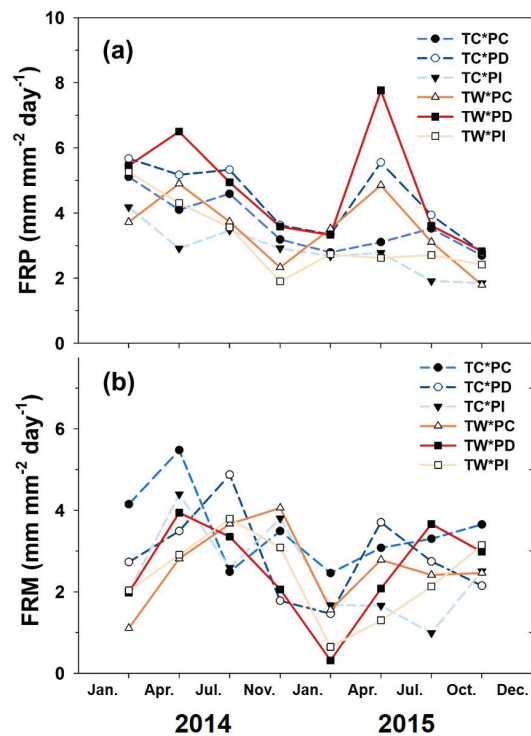 (a)
FRP (mm mm⁻² day⁻¹)
10
8
6
4
2
0
TC*PC
TC*PD
TC*PI
TW*PC
TW*PD
TW*PI
(b)
FRM (mm mm⁻² day⁻¹)
6
4
2
0
TC*PC
TC*PD
TC*PI
TW*PC
TW*PD
TW*PI
Jan. Apr. Jul. Nov. Jan. Apr. Jul. Oct. Dec.
2014 2015